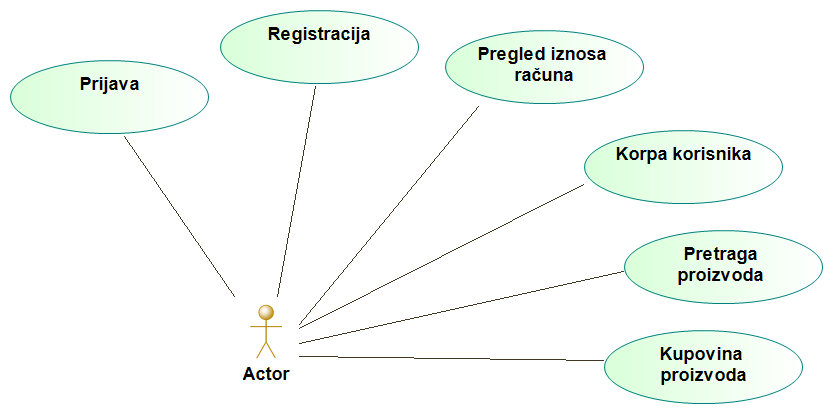 Registracija
Prijava
Pregled iznosa
računa
Korpa korisnika
Pretraga
proizvoda
Kupovina
proizvoda
Actor